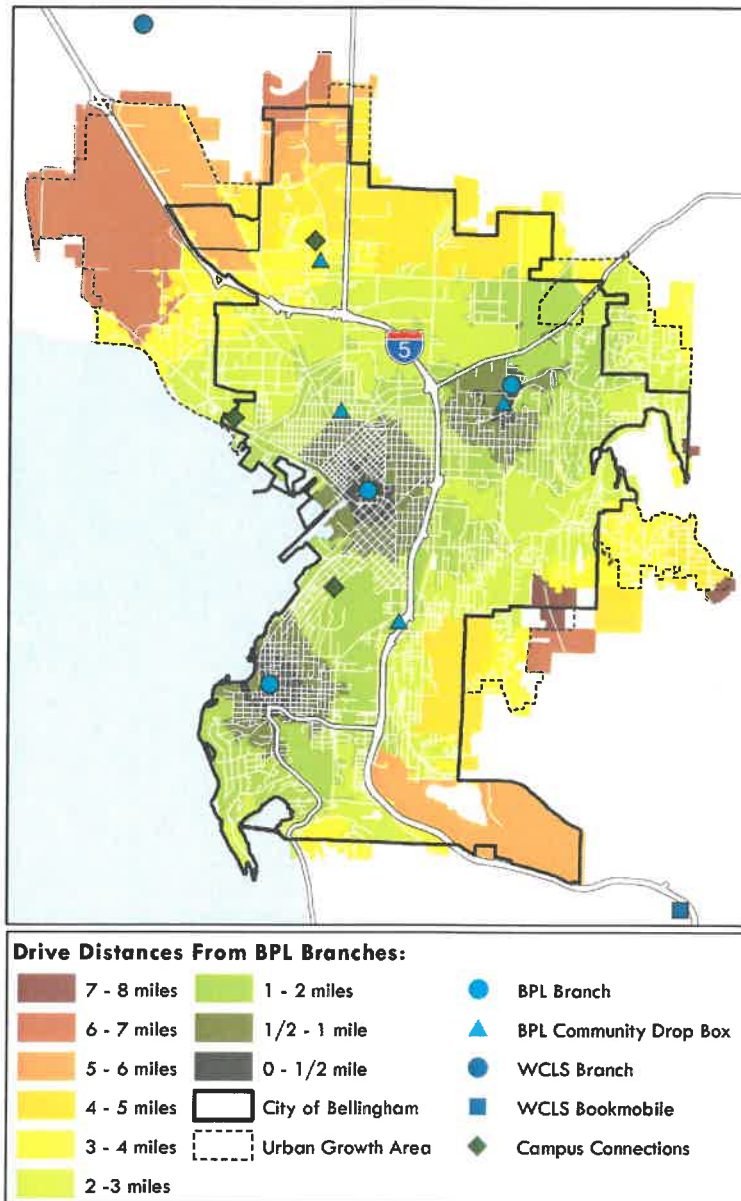 5
Drive Distances From BPL Branches:
7 - 8 miles
6 - 7 miles
5 - 6 miles
4 - 5 miles
3 - 4 miles
2 -3 miles
1 - 2 miles
1/2 - 1 mile
0 - 1/2 mile
City of Bellingham
Urban Growth Area
BPL Branch
BPL Community Drop Box
WCLS Branch
WCLS Bookmobile
Campus Connections